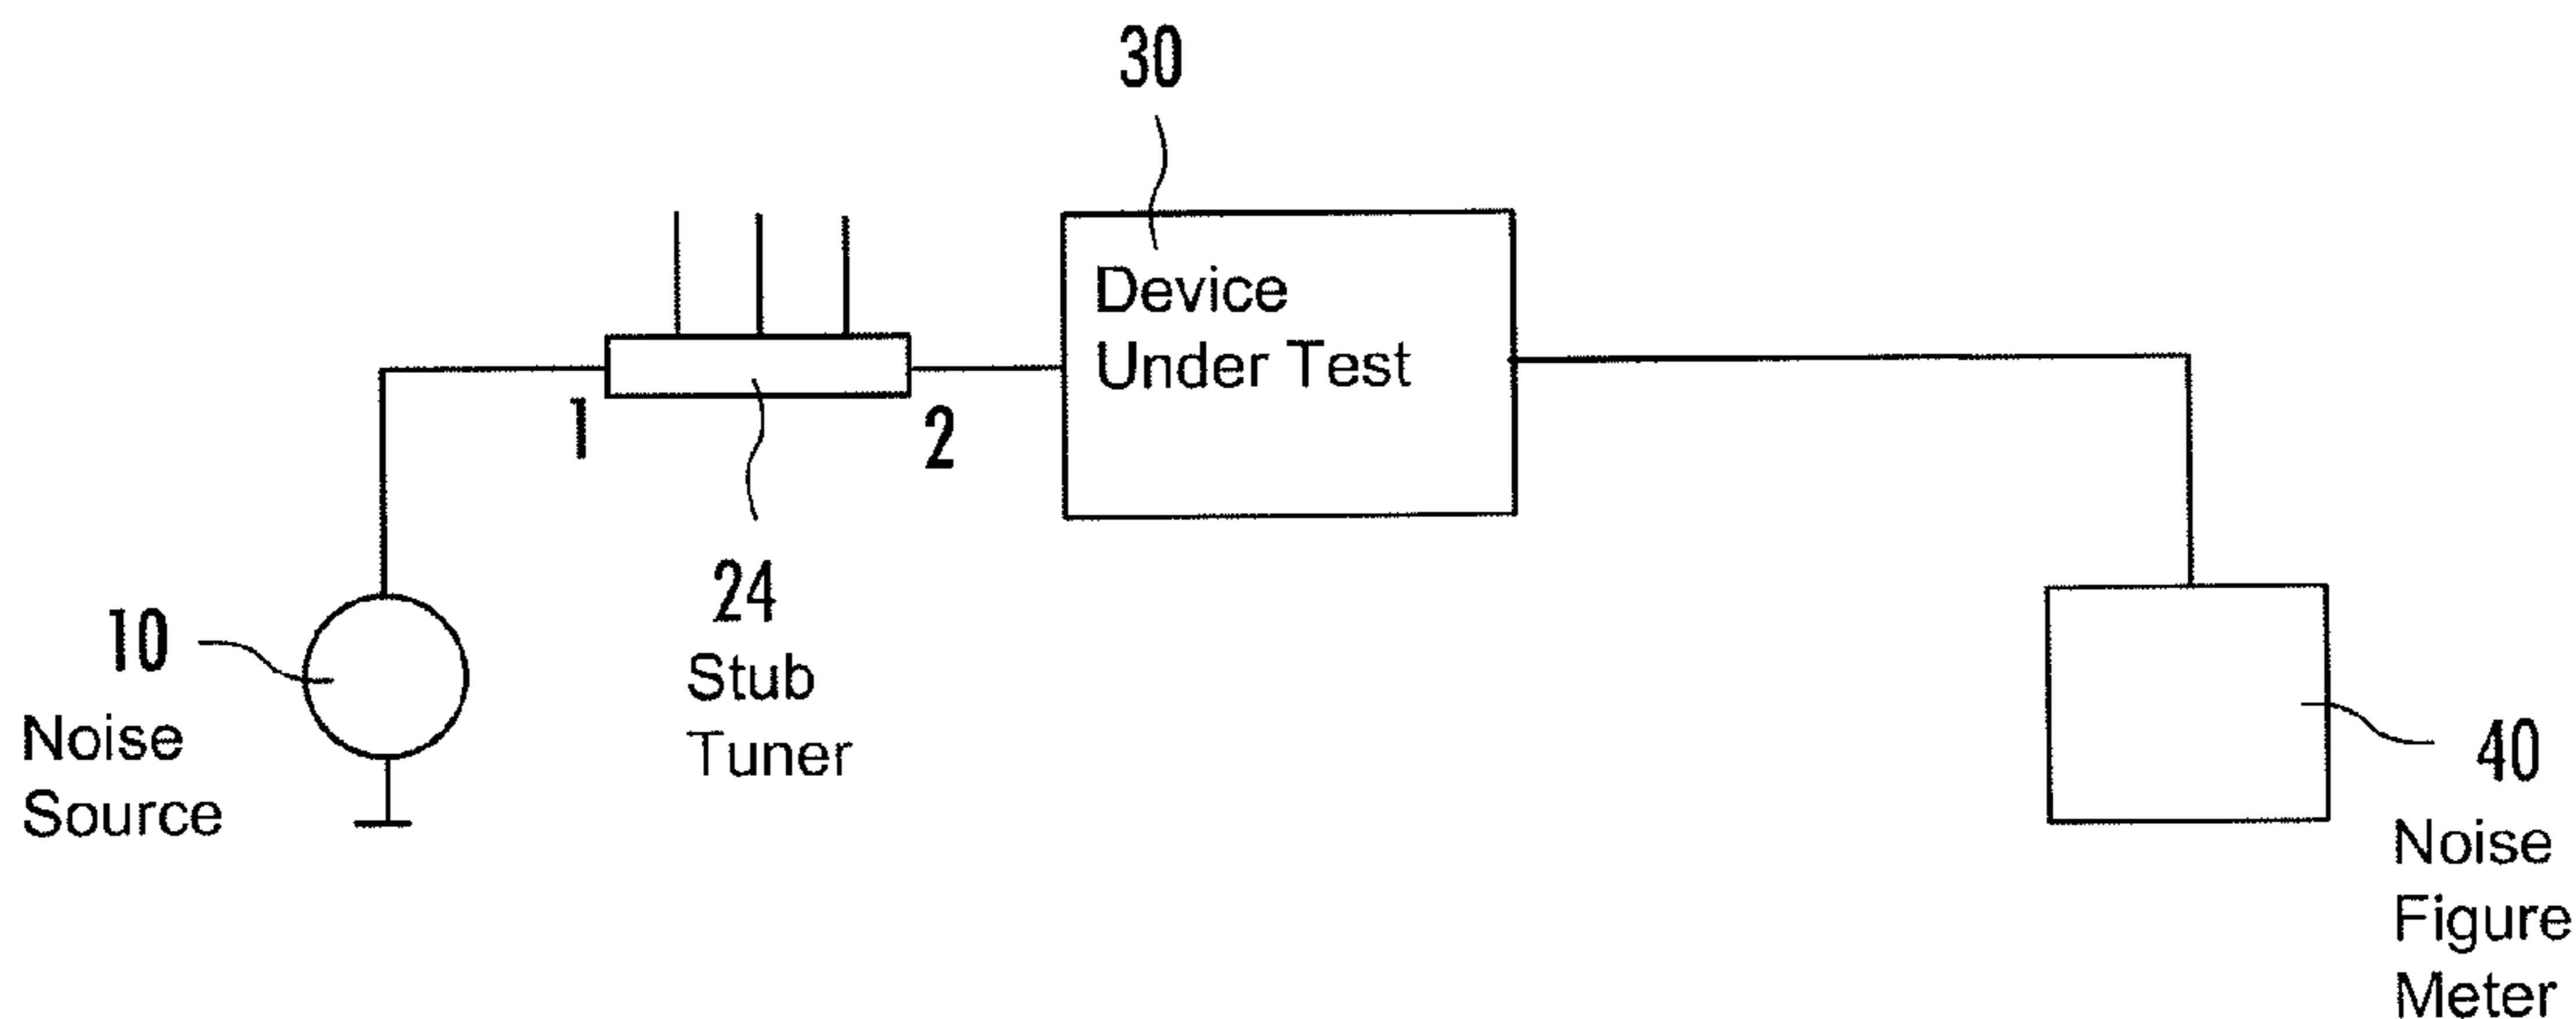 30
Device
Under Test
1
2
24
Stub
Tuner
10
Noise
Source
40
Noise
Figure
Meter